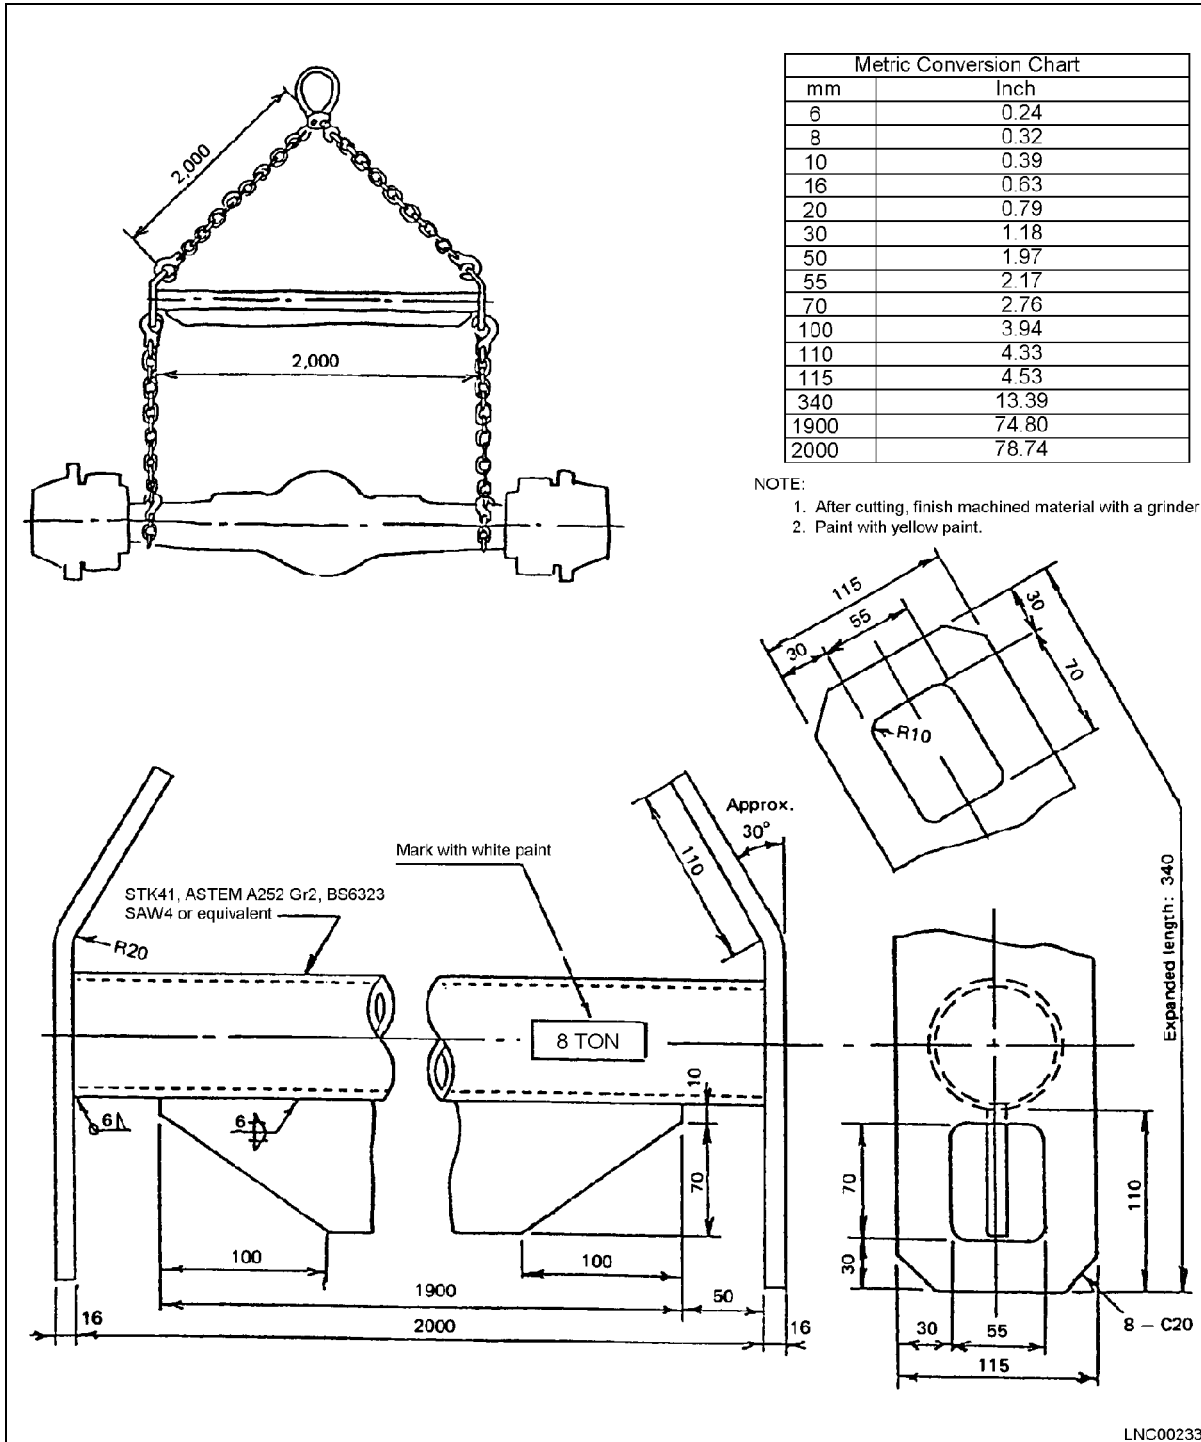 Metric Conversion Chart
mm Inch
6 0.24
8 0.32
10 0.39
16 0.63
20 0.79
30 1.18
50 1.97
55 2.17
70 2.76
100 3.94
110 4.33
115 4.53
340 13.39
1900 74.80
2000 78.74
2,000
2,000
NOTE:
1. After cutting, finish machined material with a grinder
2. Paint with yellow paint.
115
55
30
30
70
R10
Approx.
30°
110
Mark with white paint
STK41, ASTEM A252 Gr2, BS6323
SAW4 or equivalent
R20
8 TON
Expanded length: 340
10
6
6
70
70
110
30
100
100
1900
50
16
2000
16
30
55
115
8 – C20
LNC00233